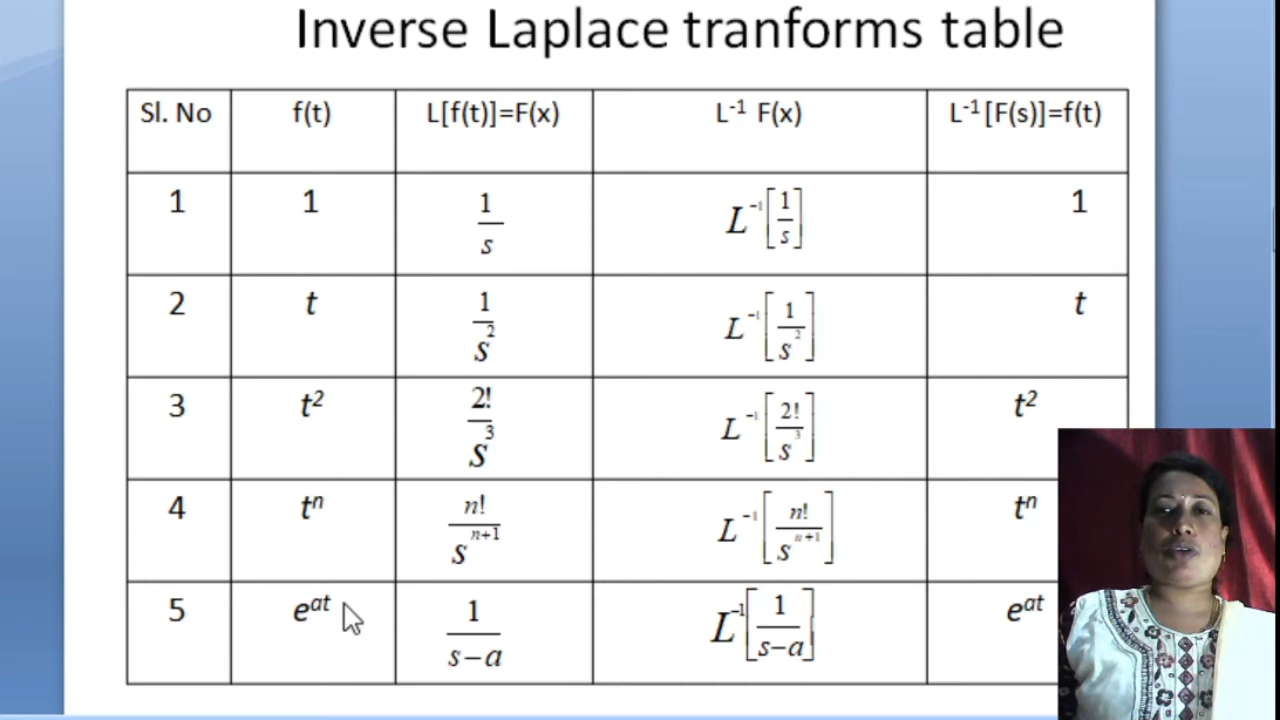 Inverse Laplace tranforms table
Sl. No f(t) L[f(t)]=F(x) L⁻¹ F(x) L⁻¹[F(s)]=f(t)
1 1 1/s L⁻¹[1/s] 1
2 t 1/s² L⁻¹[1/s²] t
3 t² 2!/s³ L⁻¹[2!/s³] t²
4 tⁿ n!/sⁿ⁺¹ L⁻¹[n!/sⁿ⁺¹] tⁿ
5 eᵃᵗ 1/s−a L⁻¹[1/s−a] eᵃᵗ